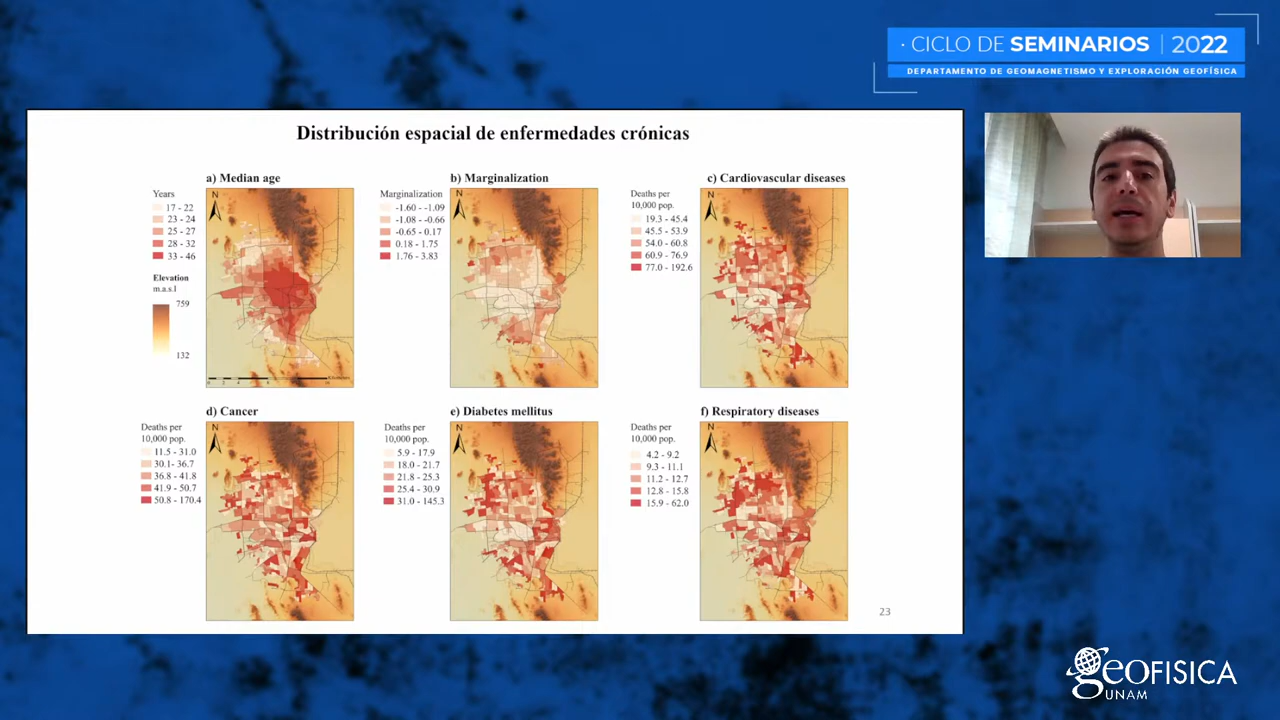 · CICLO DE SEMINARIOS | 2022
DEPARTAMENTO DE GEOMAGNETISMO Y EXPLORACIÓN GEOFÍSICA
Distribución espacial de enfermedades crónicas
a) Median age
Years
17 - 22
23 - 24
25 - 27
28 - 32
33 - 46
Elevation
m.a.s.l
759
132
N
b) Marginalization
Marginalization
-1.60 - -1.09
-1.08 - -0.66
-0.65 - 0.17
0.18 - 1.75
1.76 - 3.83
N
c) Cardiovascular diseases
Deaths per
10,000 pop.
19.3 - 45.4
45.5 - 53.9
54.0 - 60.8
60.9 - 76.9
77.0 - 192.6
N
d) Cancer
Deaths per
10,000 pop.
11.5 - 31.0
30.1- 36.7
36.8 - 41.8
41.9 - 50.7
50.8 - 170.4
N
e) Diabetes mellitus
Deaths per
10,000 pop.
5.9 - 17.9
18.0 - 21.7
21.8 - 25.3
25.4 - 30.9
31.0 - 145.3
N
f) Respiratory diseases
Deaths per
10,000 pop.
4.2 - 9.2
9.3 - 11.1
11.2 - 12.7
12.8 - 15.8
15.9 - 62.0
N
23
GEOFISICA
UNAM